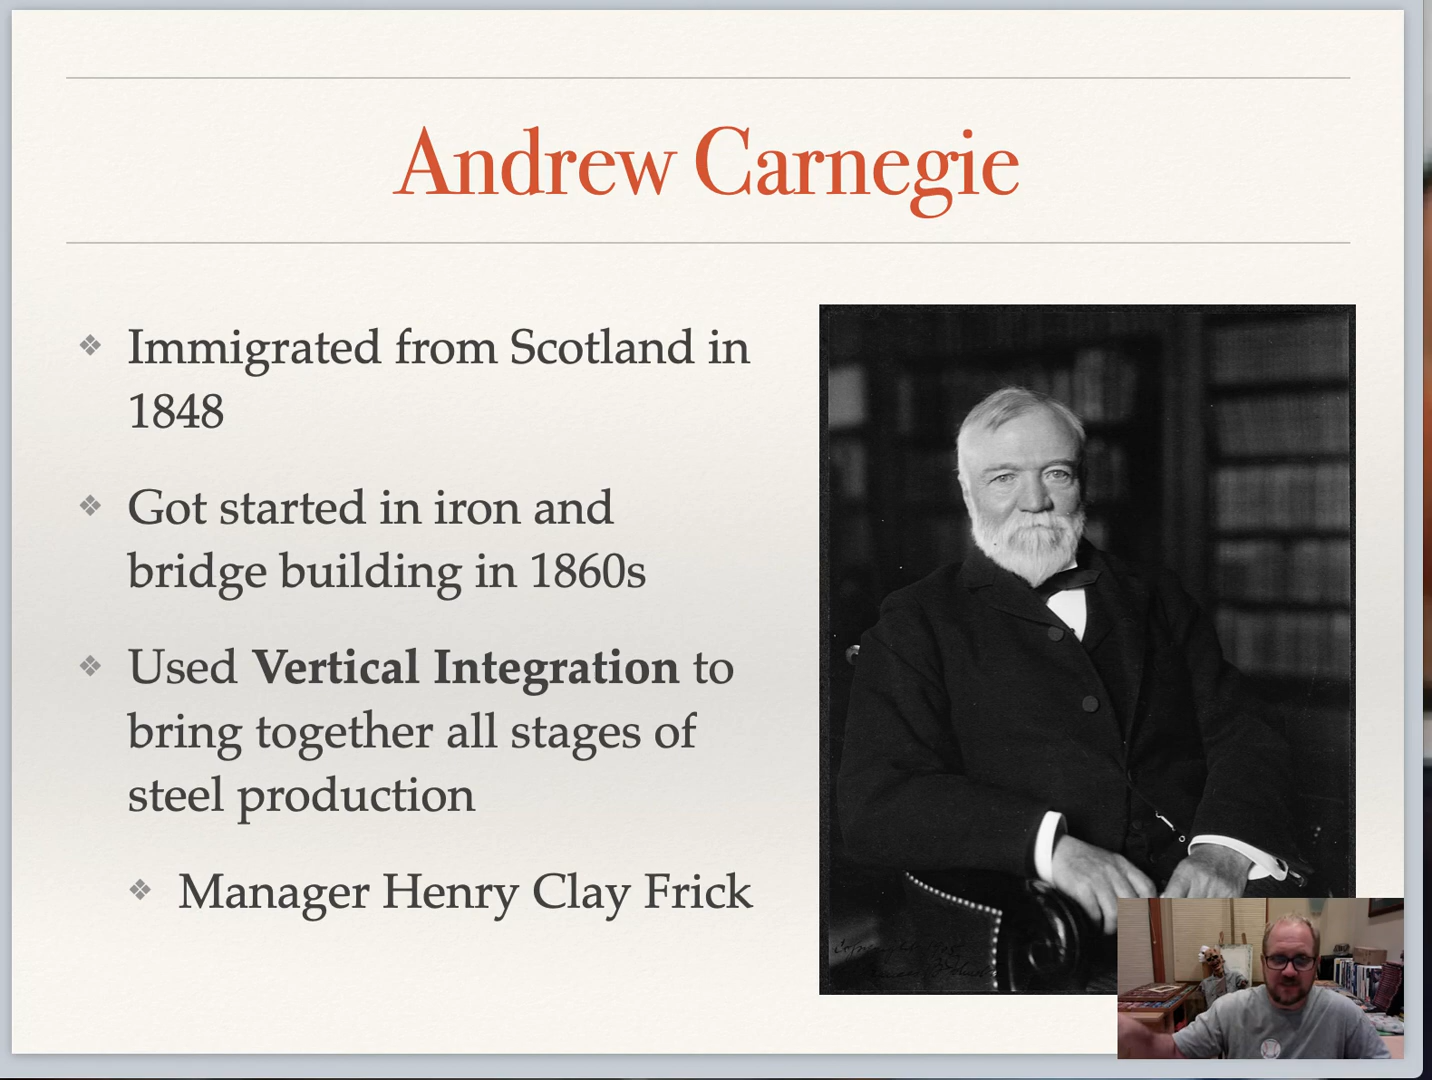 Andrew Carnegie
Immigrated from Scotland in
1848
Got started in iron and
bridge building in 1860s
Used Vertical Integration to
bring together all stages of
steel production
Manager Henry Clay Frick